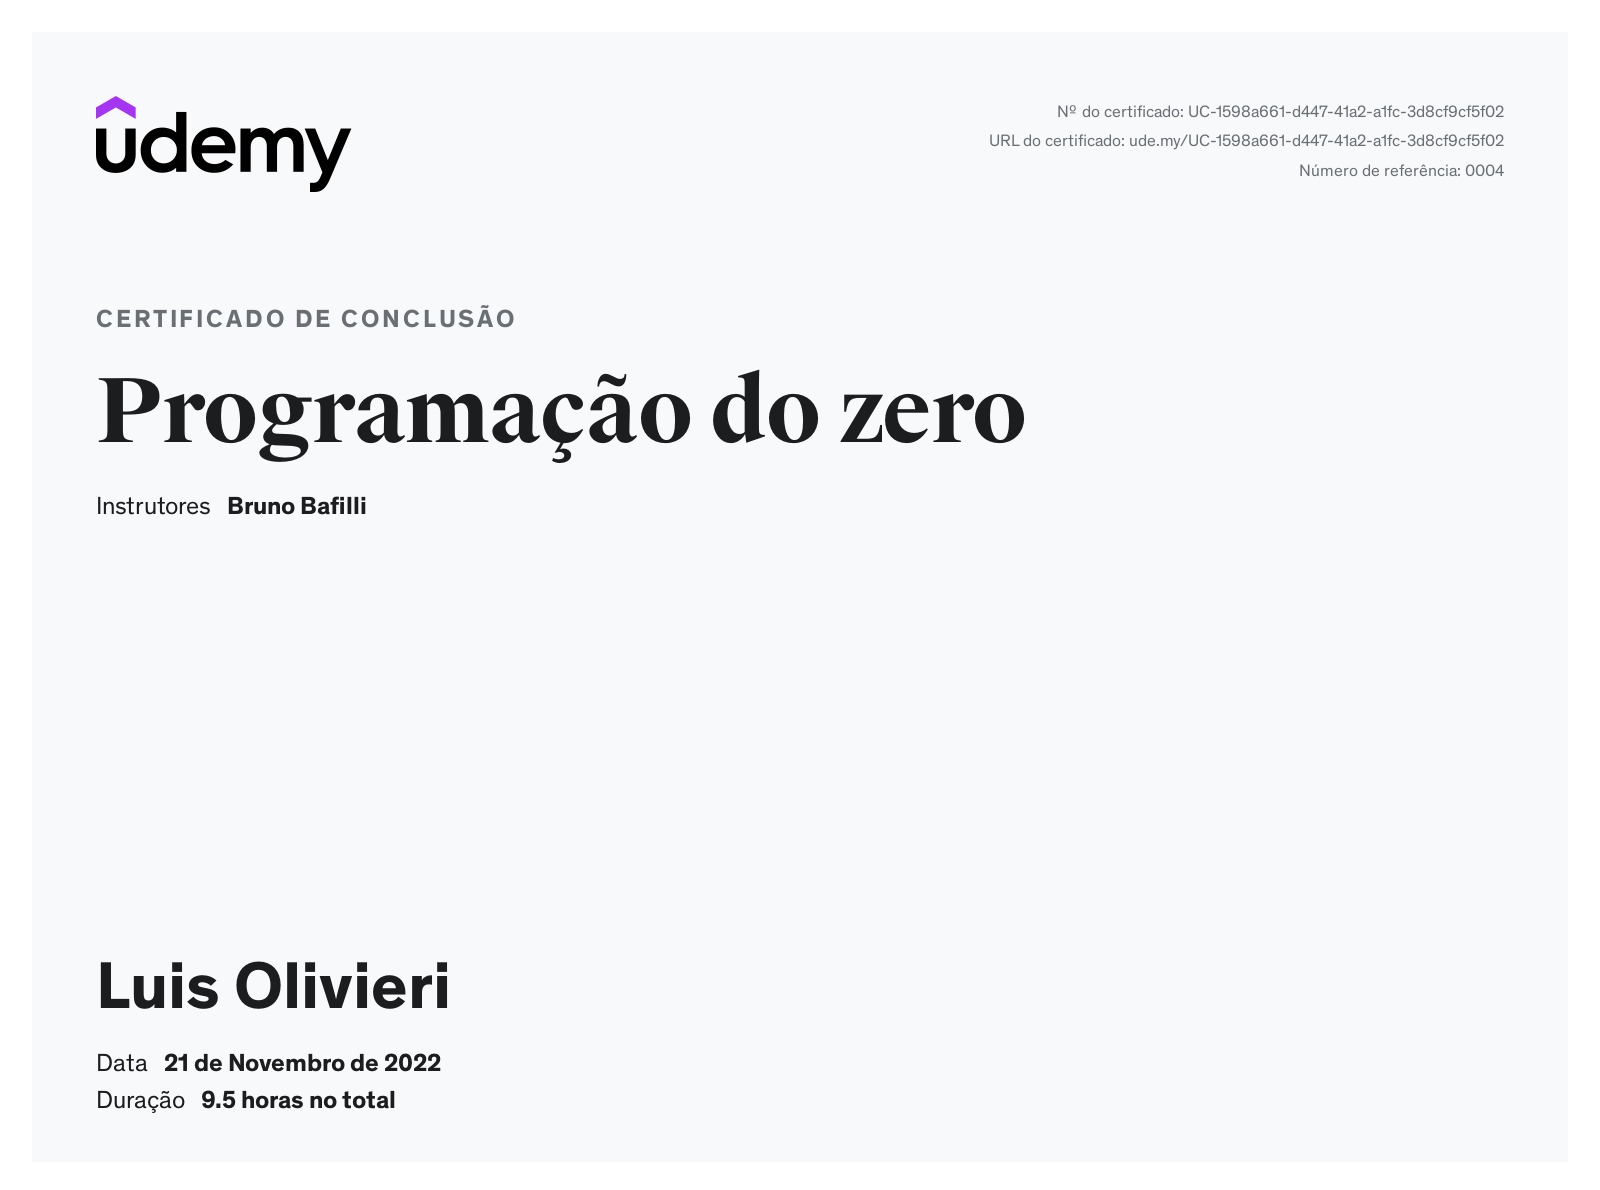 udemy
Nº do certificado: UC-1598a661-d447-41a2-a1fc-3d8cf9cf5f02
URL do certificado: ude.my/UC-1598a661-d447-41a2-a1fc-3d8cf9cf5f02
Número de referência: 0004
CERTIFICADO DE CONCLUSÃO
Programação do zero
Instrutores Bruno Bafilli
Luis Olivieri
Data 21 de Novembro de 2022
Duração 9.5 horas no total